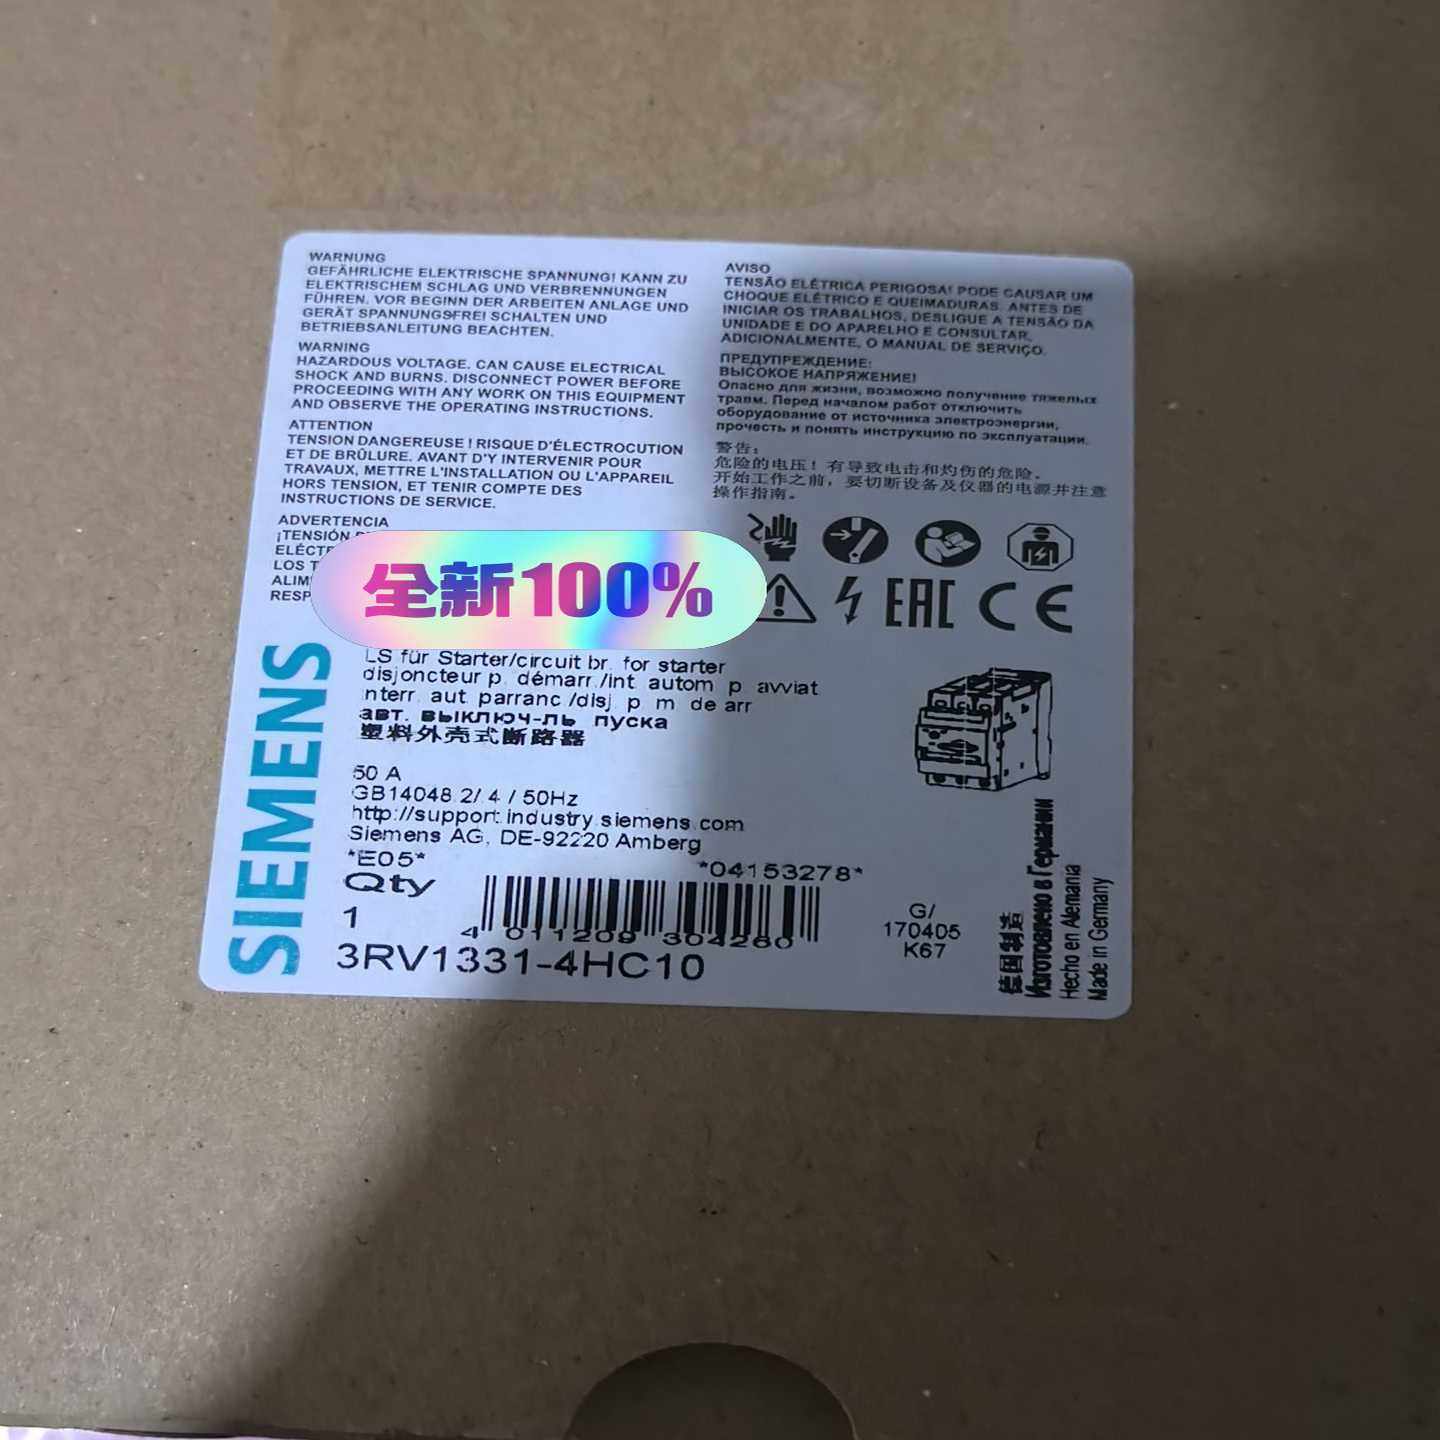 WARNUNG
GEFÄHRLICHE ELEKTRISCHE SPANNUNG! KANN ZU
ELEKTRISCHEM SCHLAG UND VERBRENNUNGEN
FÜHREN. VOR BEGINN DER ARBEITEN ANLAGE UND
GERÄT SPANNUNGSFREI SCHALTEN UND
BETRIEBSANLEITUNG BEACHTEN.
WARNING
HAZARDOUS VOLTAGE. CAN CAUSE ELECTRICAL
SHOCK AND BURNS. DISCONNECT POWER BEFORE
PROCEEDING WITH ANY WORK ON THIS EQUIPMENT
AND OBSERVE THE OPERATING INSTRUCTIONS.
ATTENTION
TENSION DANGEREUSE ! RISQUE D'ÉLECTROCUTION
ET DE BRÛLURE. AVANT D'Y INTERVENIR POUR
TRAVAUX, METTRE L'INSTALLATION OU L'APPAREIL
HORS TENSION, ET TENIR COMPTE DES
INSTRUCTIONS DE SERVICE.
ADVERTENCIA
¡TENSIÓN
LOS
AVISO
TENSÃO ELÉTRICA PERIGOSA! PODE CAUSAR UM
CHOQUE ELÉTRICO E QUEIMADURAS. ANTES DE
INICIAR OS TRABALHOS, DESLIGUE A TENSÃO DA
UNIDADE E DO APARELHO E CONSULTAR,
ADICIONALMENTE, O MANUAL DE SERVIÇO.
ПРЕДУПРЕЖДЕНИЕ:
ВЫСОКОЕ НАПРЯЖЕНИЕ!
Опасно для жизни, возможно получение тяжелых
травм. Перед началом работ отключить
оборудование от источника электроэнергии,
прочесть и понять инструкцию по эксплуатации.
警告:
危险的电压! 有导致电击和灼伤的危险。
开始工作之前, 要切断设备及仪器的电源并注意
操作指南。
全新100%
EAC CE
SIEMENS
LS für Starter/circuit br. for starter
disjoncteur p. démarr./int. autom. p. avviat
interr. aut. parranc./disj. p. m. de arr
авт. выключ-ль пуска
塑料外壳式断路器
50 A
GB14048.2/.4 / 50Hz
http://support.industry.siemens.com
Siemens AG, DE-92220 Amberg
*E05*
*04153278*
Qty
1
4 011209 304260
3RV1331-4HC10
G/
170405
K67
德国制造
Изготовлено в Германии
Hecho en Alemania
Made in Germany